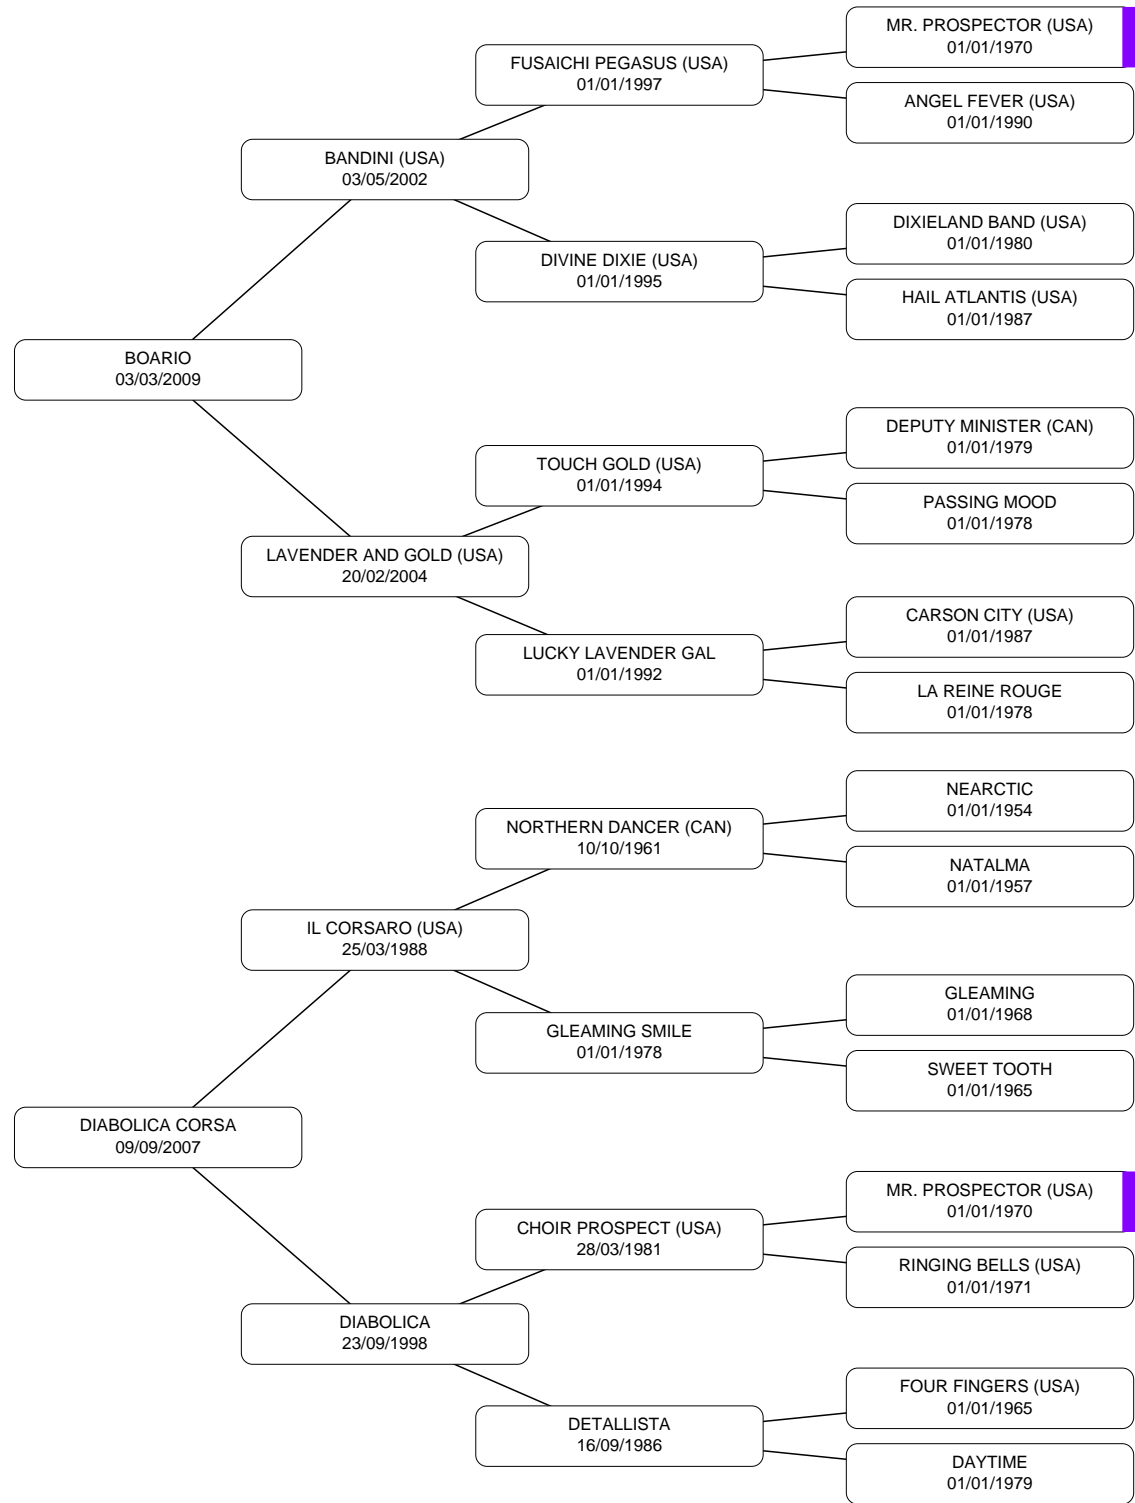 MR. PROSPECTOR (USA)
01/01/1970
FUSAICHI PEGASUS (USA)
01/01/1997
ANGEL FEVER (USA)
01/01/1990
BANDINI (USA)
03/05/2002
DIXIELAND BAND (USA)
01/01/1980
DIVINE DIXIE (USA)
01/01/1995
HAIL ATLANTIS (USA)
01/01/1987
BOARIO
03/03/2009
DEPUTY MINISTER (CAN)
01/01/1979
TOUCH GOLD (USA)
01/01/1994
PASSING MOOD
01/01/1978
LAVENDER AND GOLD (USA)
20/02/2004
CARSON CITY (USA)
01/01/1987
LUCKY LAVENDER GAL
01/01/1992
LA REINE ROUGE
01/01/1978
NEARCTIC
01/01/1954
NORTHERN DANCER (CAN)
10/10/1961
NATALMA
01/01/1957
IL CORSARO (USA)
25/03/1988
GLEAMING
01/01/1968
GLEAMING SMILE
01/01/1978
SWEET TOOTH
01/01/1965
DIABOLICA CORSA
09/09/2007
MR. PROSPECTOR (USA)
01/01/1970
CHOIR PROSPECT (USA)
28/03/1981
RINGING BELLS (USA)
01/01/1971
DIABOLICA
23/09/1998
FOUR FINGERS (USA)
01/01/1965
DETALLISTA
16/09/1986
DAYTIME
01/01/1979